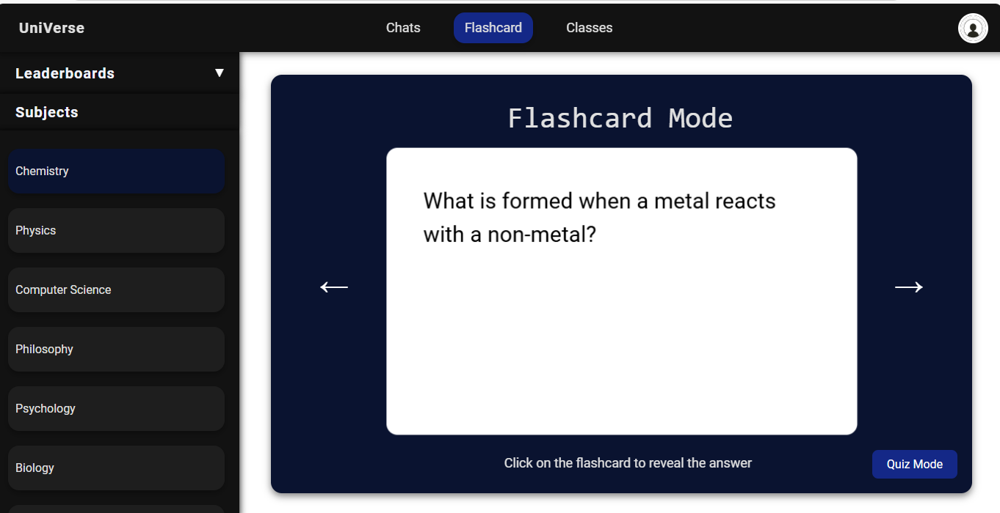 UniVerse
Chats
Flashcard
Classes
Leaderboards ▼
Subjects
Chemistry
Physics
Computer Science
Philosophy
Psychology
Biology
Flashcard Mode
What is formed when a metal reacts
with a non-metal?
Click on the flashcard to reveal the answer
Quiz Mode